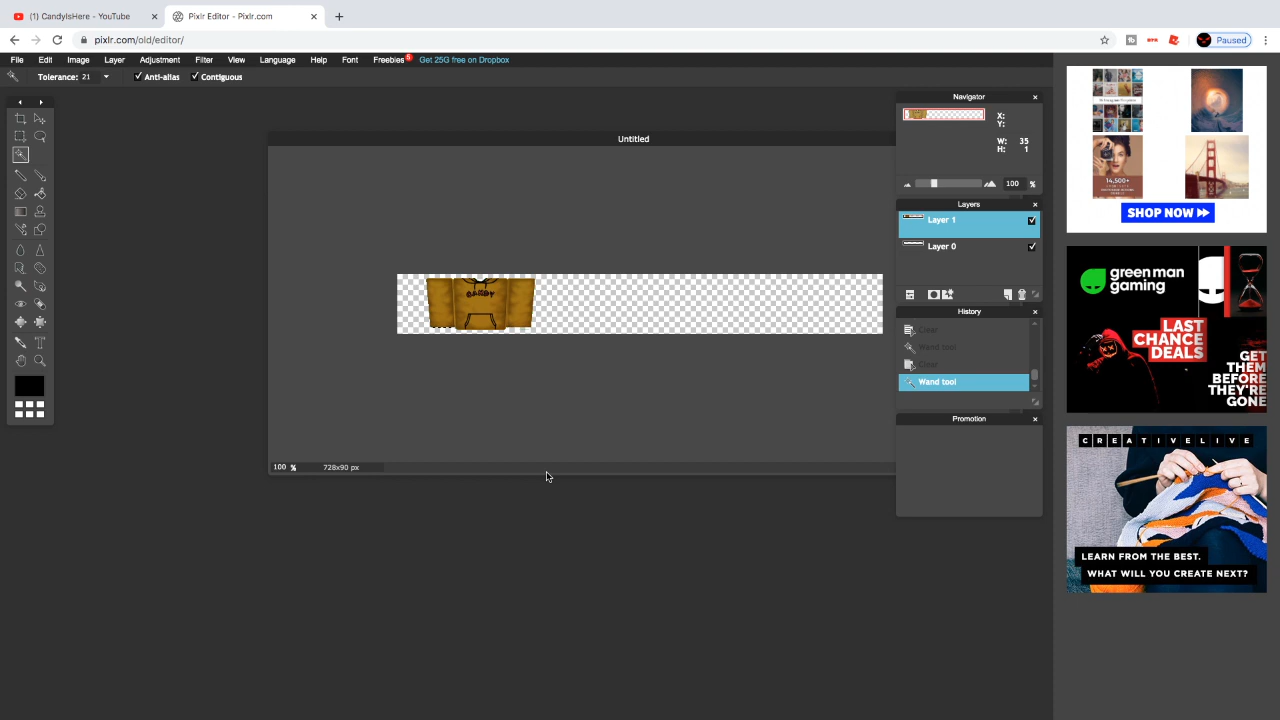 (1) CandyIsHere - YouTube
Pixlr Editor - Pixlr.com
pixlr.com/old/editor/
Paused
File Edit Image Layer Adjustment Filter View Language Help Font Freebies Get 25G free on Dropbox
Tolerance: 21 Anti-alias Contiguous
Untitled
CANDY
100 % 728x90 px
Navigator
X:
Y:
W: 35
H: 1
100 %
Layers
Layer 1
Layer 0
History
Clear
Wand tool
Clear
Wand tool
Promotion
14,500+
SHOP NOW
green man
gaming
LAST
CHANCE
DEALS
GET
THEM
BEFORE
THEY'RE
GONE
CREATIVELIVE
LEARN FROM THE BEST.
WHAT WILL YOU CREATE NEXT?